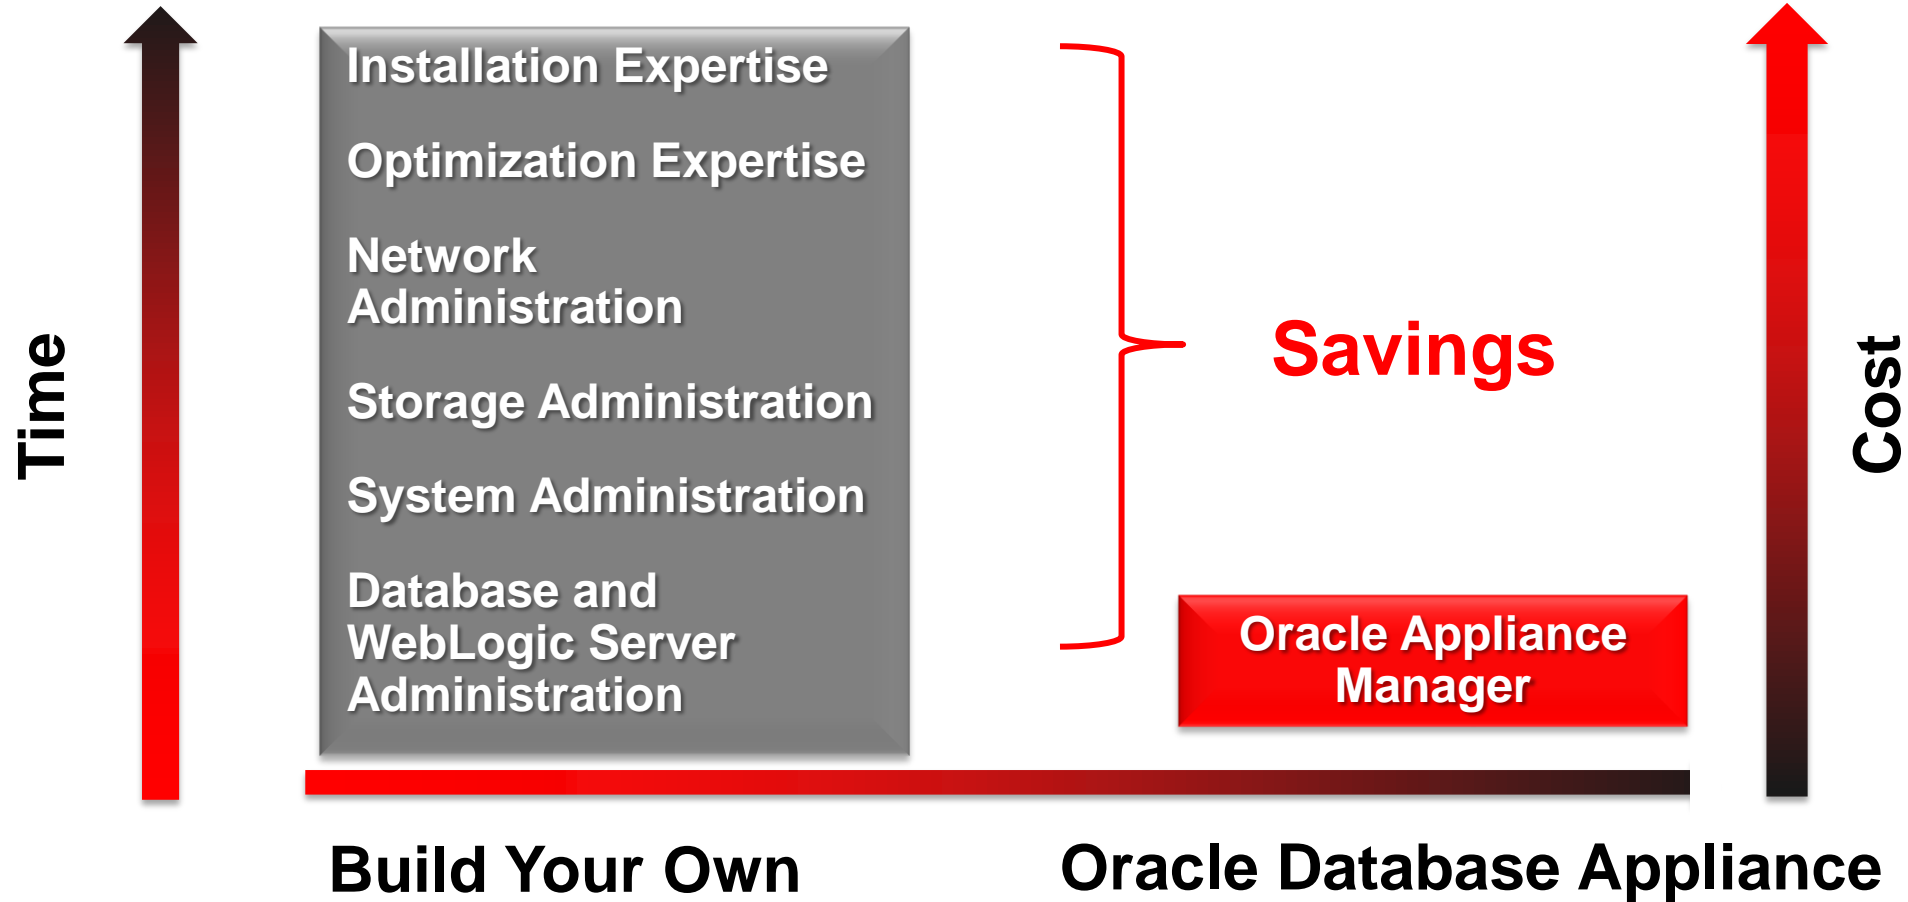 Installation Expertise
Optimization Expertise
Network
Administration
Storage Administration
System Administration
Database and
WebLogic Server
Administration
Time
Savings
Cost
Oracle Appliance
Manager
Build Your Own
Oracle Database Appliance